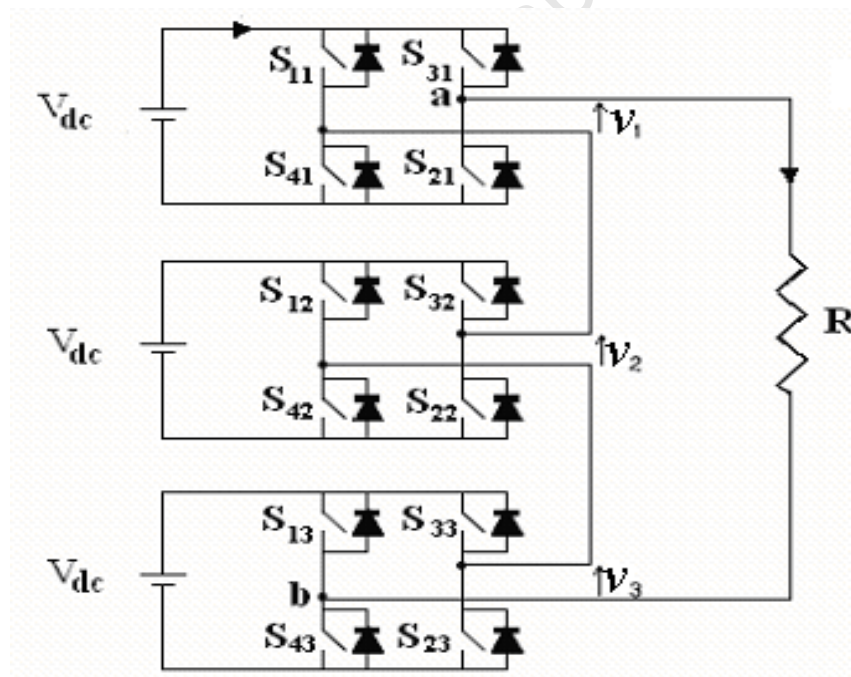 S11 S31
Vdc a v1
S41 S21
S12 S32
Vdc v2 R
S42 S22
S13 S33
Vdc v3
b
S43 S23